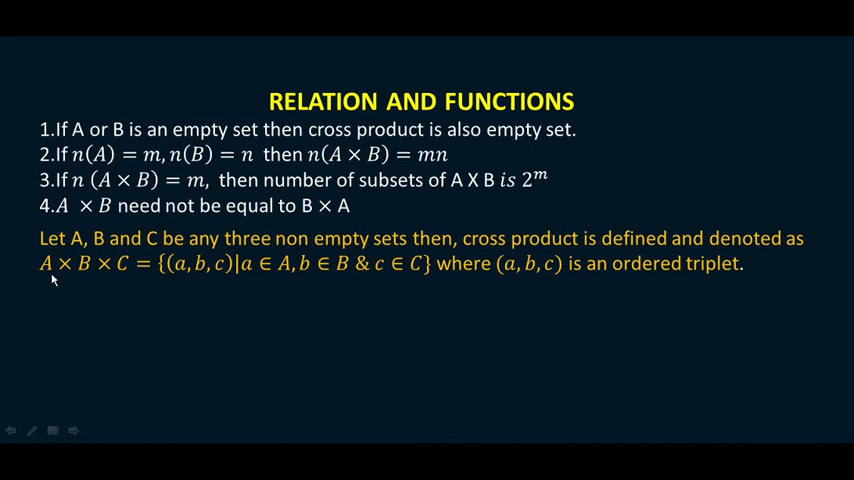 RELATION AND FUNCTIONS
1.If A or B is an empty set then cross product is also empty set.
2.If n(A) = m, n(B) = n then n(A × B) = mn
3.If n (A × B) = m, then number of subsets of A X B is 2^m
4.A × B need not be equal to B × A
Let A, B and C be any three non empty sets then, cross product is defined and denoted as
A × B × C = {(a, b, c)|a ∈ A, b ∈ B & c ∈ C} where (a, b, c) is an ordered triplet.